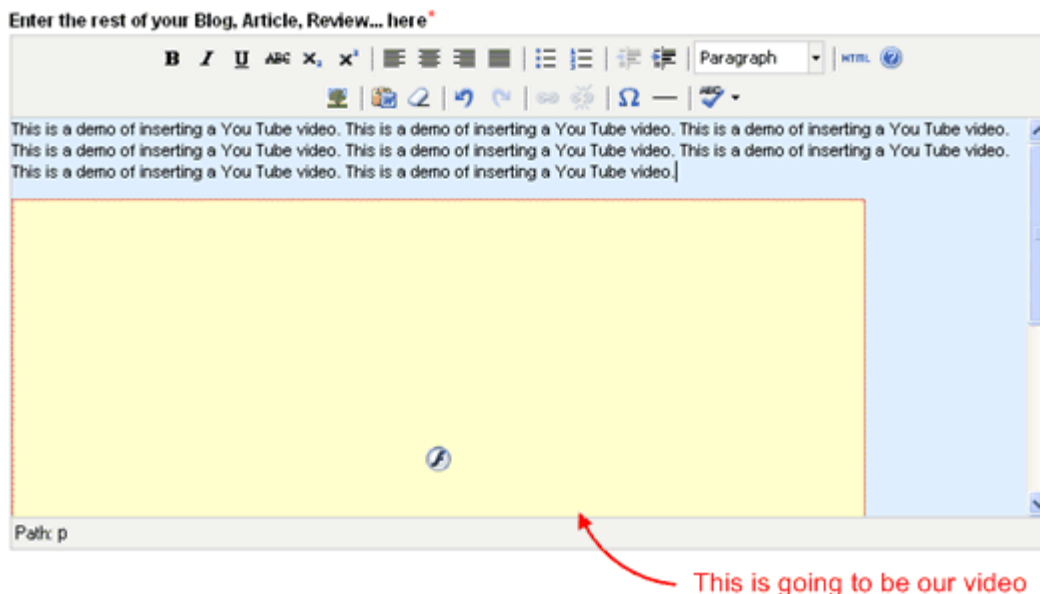 Enter the rest of your Blog, Article, Review... here*
B I U ABC X₂ X² Paragraph HTML ?
Ω — ABC
This is a demo of inserting a You Tube video. This is a demo of inserting a You Tube video. This is a demo of inserting a You Tube video.
This is a demo of inserting a You Tube video. This is a demo of inserting a You Tube video. This is a demo of inserting a You Tube video.
This is a demo of inserting a You Tube video. This is a demo of inserting a You Tube video.
Path: p
This is going to be our video